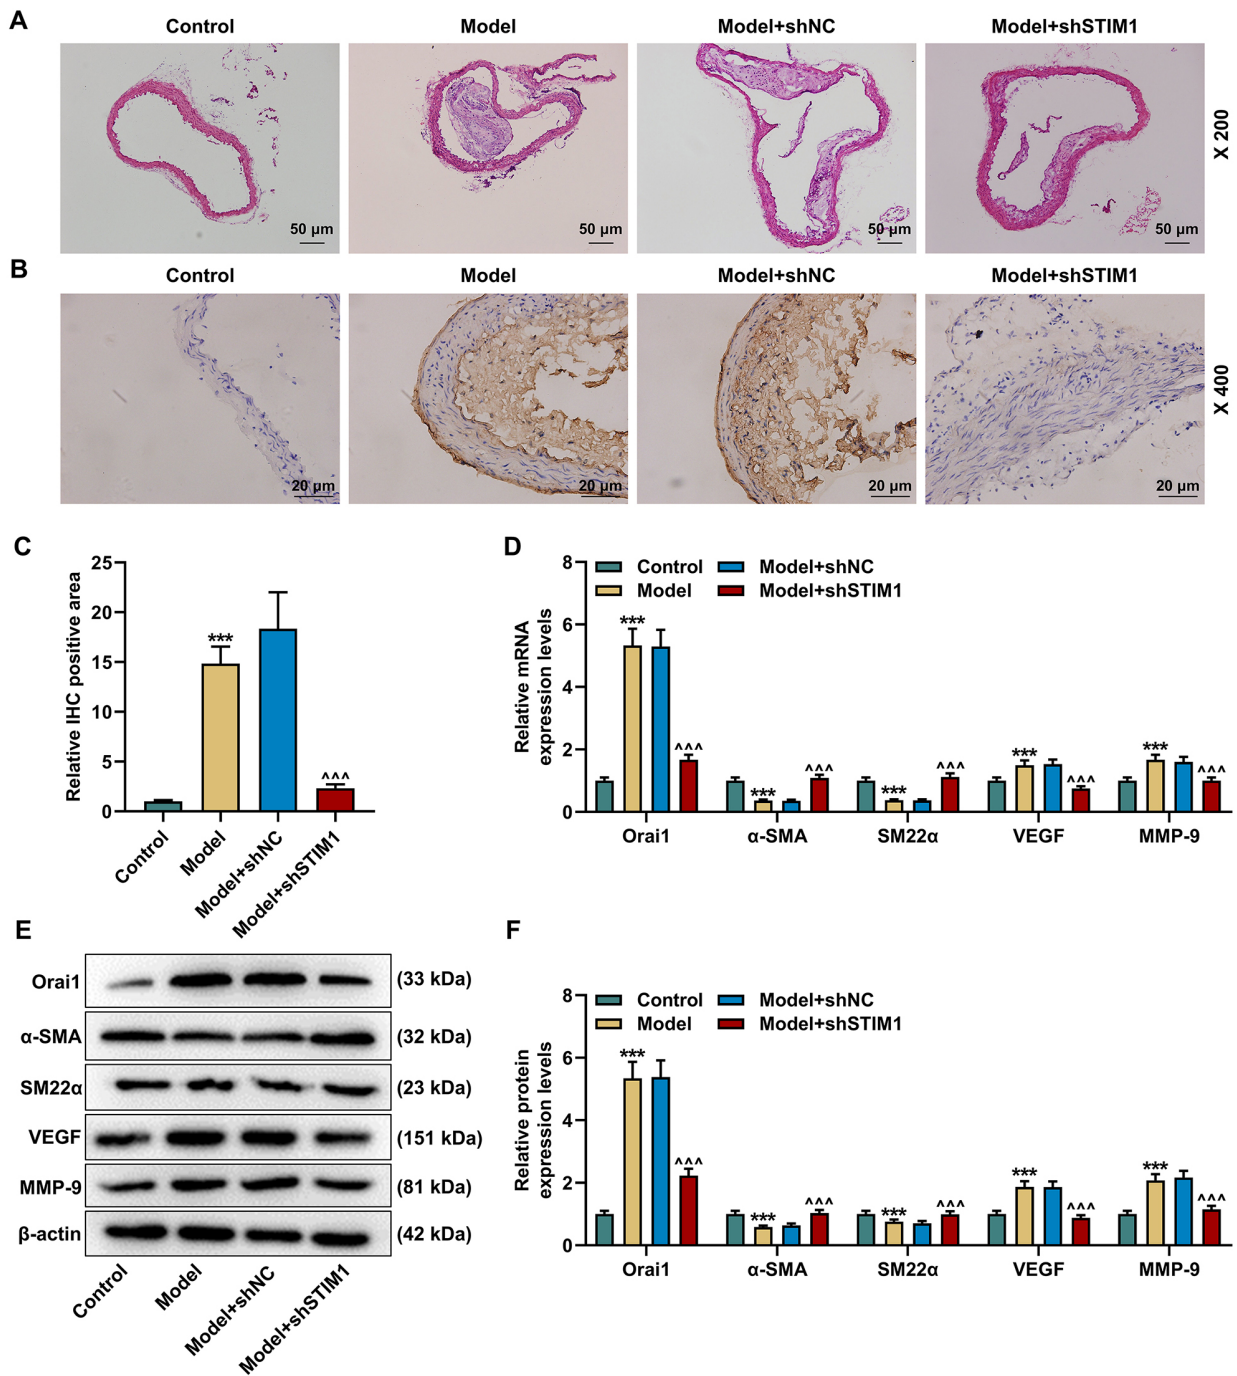 A
Control Model Model+shNC Model+shSTIM1
50 μm 50 μm 50 μm 50 μm
X 200
B
Control Model Model+shNC Model+shSTIM1
20 μm 20 μm 20 μm 20 μm
X 400
C
Relative IHC positive area
25
20
15
10
5
0
***
^^^
Control
Model
Model+shNC
Model+shSTIM1
D
Relative mRNA
expression levels
8
6
4
2
0
Control Model+shNC
Model Model+shSTIM1
*** ^^^ *** ^^^ *** ^^^ *** ^^^ *** ^^^
Orai1 α-SMA SM22α VEGF MMP-9
E
Orai1 (33 kDa)
α-SMA (32 kDa)
SM22α (23 kDa)
VEGF (151 kDa)
MMP-9 (81 kDa)
β-actin (42 kDa)
Control
Model
Model+shNC
Model+shSTIM1
F
Relative protein
expression levels
8
6
4
2
0
Control Model+shNC
Model Model+shSTIM1
*** ^^^ *** ^^^ *** ^^^ *** ^^^ *** ^^^
Orai1 α-SMA SM22α VEGF MMP-9